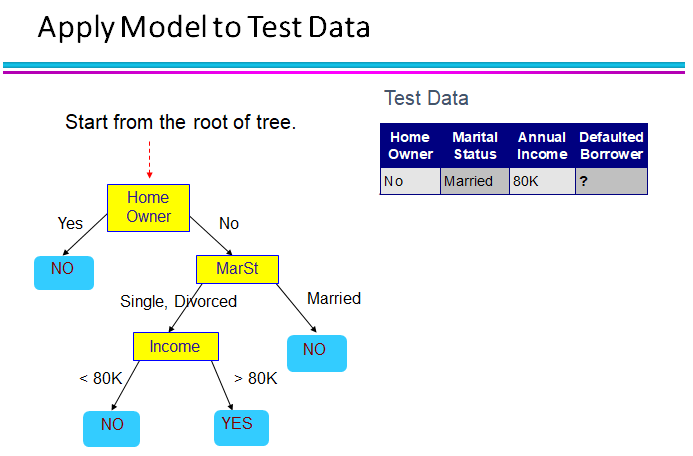 Apply Model to Test Data
Start from the root of tree.
Test Data
Home Marital Annual Defaulted
Owner Status Income Borrower
No Married 80K ?
Home
Owner
Yes
No
NO
MarSt
Single, Divorced
Married
Income
NO
< 80K
> 80K
NO
YES